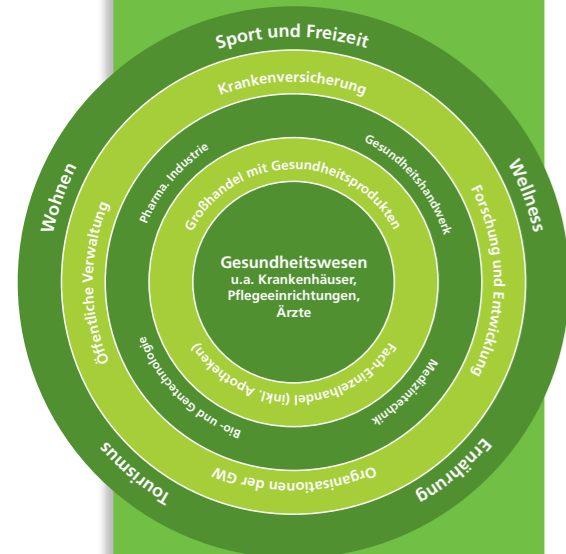 Sport und Freizeit
Krankenversicherung
Pharma. Industrie
Gesundheitshandwerk
Großhandel mit Gesundheitsprodukten
Wohnen
Wellness
Öffentliche Verwaltung
Forschung und Entwicklung
Gesundheitswesen
u.a. Krankenhäuser,
Pflegeeinrichtungen,
Ärzte
Fach-Einzelhandel (inkl. Apotheken)
Bio- und Gentechnologie
Medizintechnik
Organisationen der GW
Tourismus
Ernährung